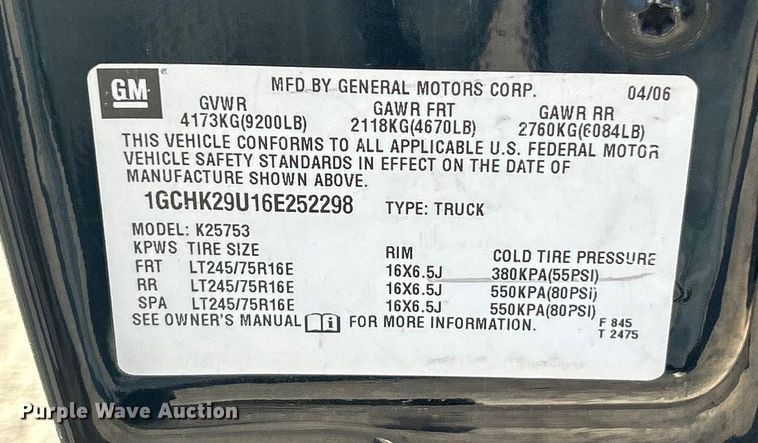 GM
MFD BY GENERAL MOTORS CORP. 04/06
GVWR GAWR FRT GAWR RR
4173KG(9200LB) 2118KG(4670LB) 2760KG(6084LB)
THIS VEHICLE CONFORMS TO ALL APPLICABLE U.S. FEDERAL MOTOR
VEHICLE SAFETY STANDARDS IN EFFECT ON THE DATE OF
MANUFACTURE SHOWN ABOVE.
1GCHK29U16E252298 TYPE: TRUCK
MODEL: K25753
KPWS TIRE SIZE RIM COLD TIRE PRESSURE
FRT LT245/75R16E 16X6.5J 380KPA(55PSI)
RR LT245/75R16E 16X6.5J 550KPA(80PSI)
SPA LT245/75R16E 16X6.5J 550KPA(80PSI)
SEE OWNER'S MANUAL FOR MORE INFORMATION.
F 845
T 2475
Purple Wave Auction